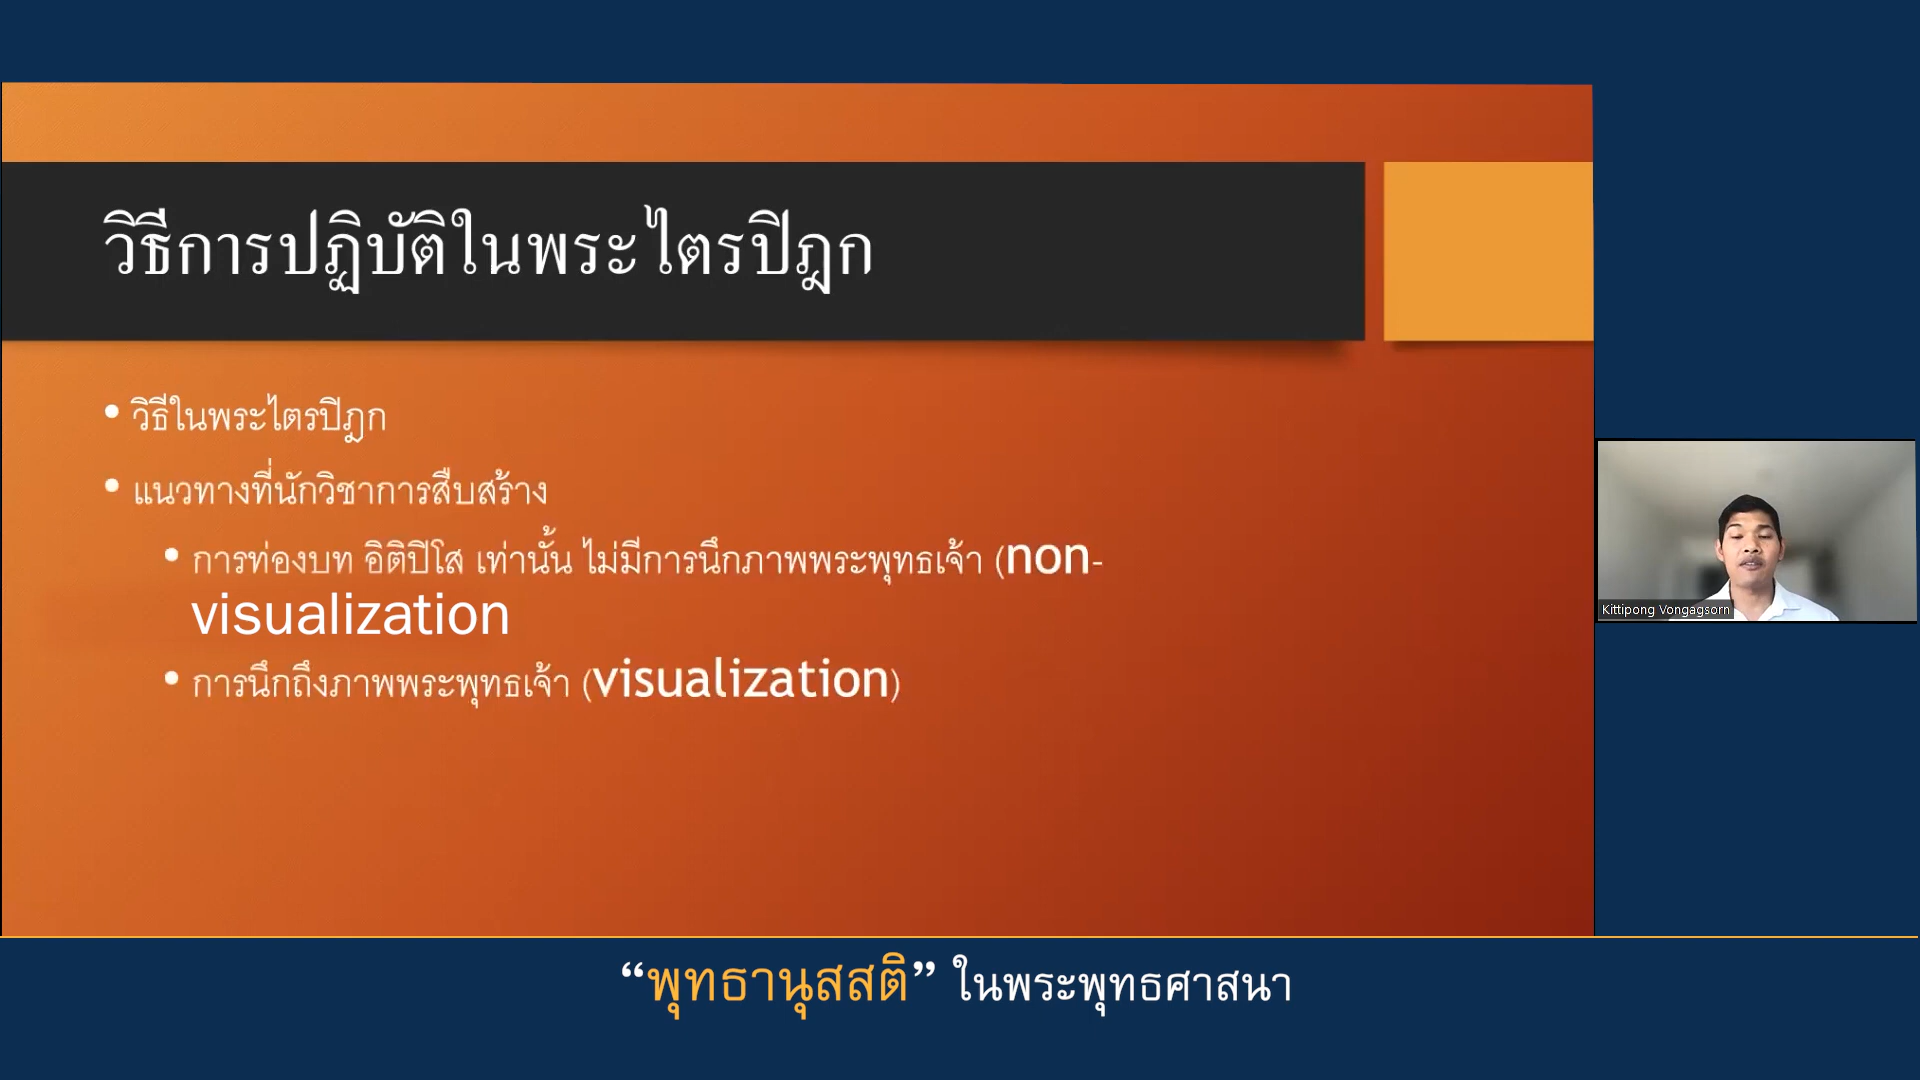 วิธีการปฏิบัติในพระไตรปิฎก
• วิธีในพระไตรปิฎก
• แนวทางที่นักวิชาการสืบสร้าง
• การท่องบท อิติปิโส เท่านั้น ไม่มีการนึกภาพพระพุทธเจ้า (non-
visualization
• การนึกถึงภาพพระพุทธเจ้า (visualization)
Kittipong Vongagsorn
“พุทธานุสสติ” ในพระพุทธศาสนา